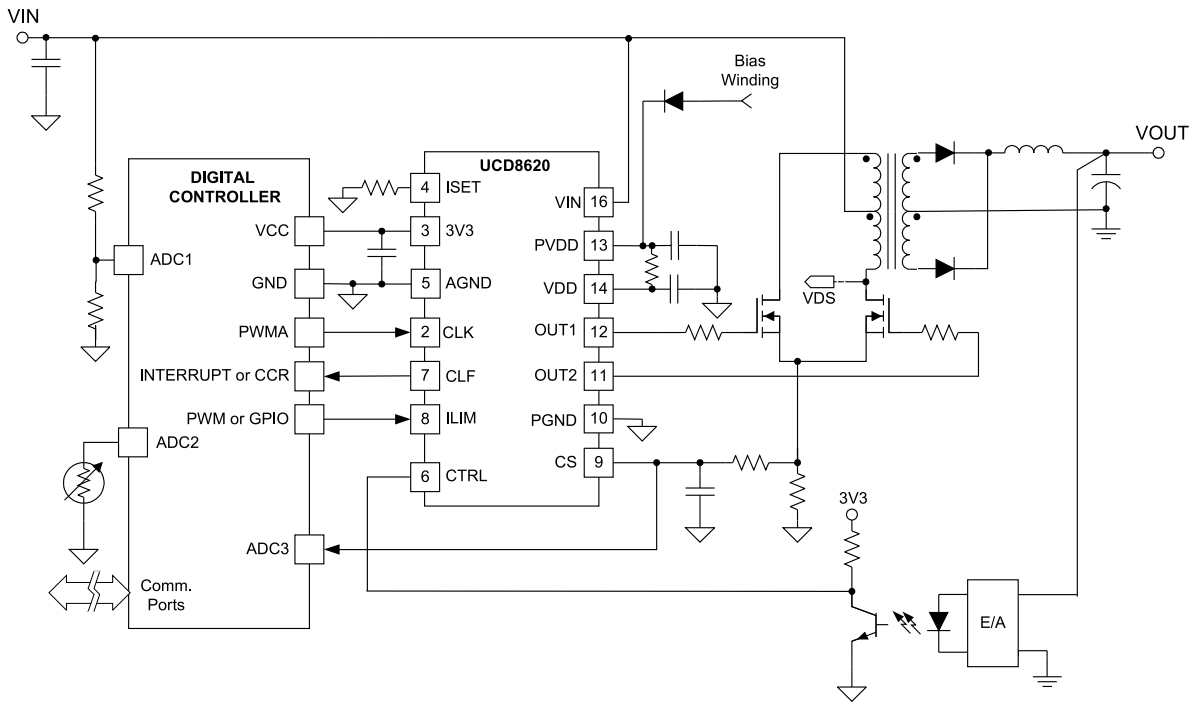 VIN
Bias
Winding
VOUT
DIGITAL
CONTROLLER
UCD8620
4 ISET
VIN 16
VCC
3 3V3
PVDD 13
ADC1
GND
5 AGND
VDD 14
VDS
PWMA
2 CLK
OUT1 12
INTERRUPT or CCR
7 CLF
OUT2 11
PWM or GPIO
8 ILIM
PGND 10
ADC2
6 CTRL
CS 9
3V3
ADC3
Comm.
Ports
E/A